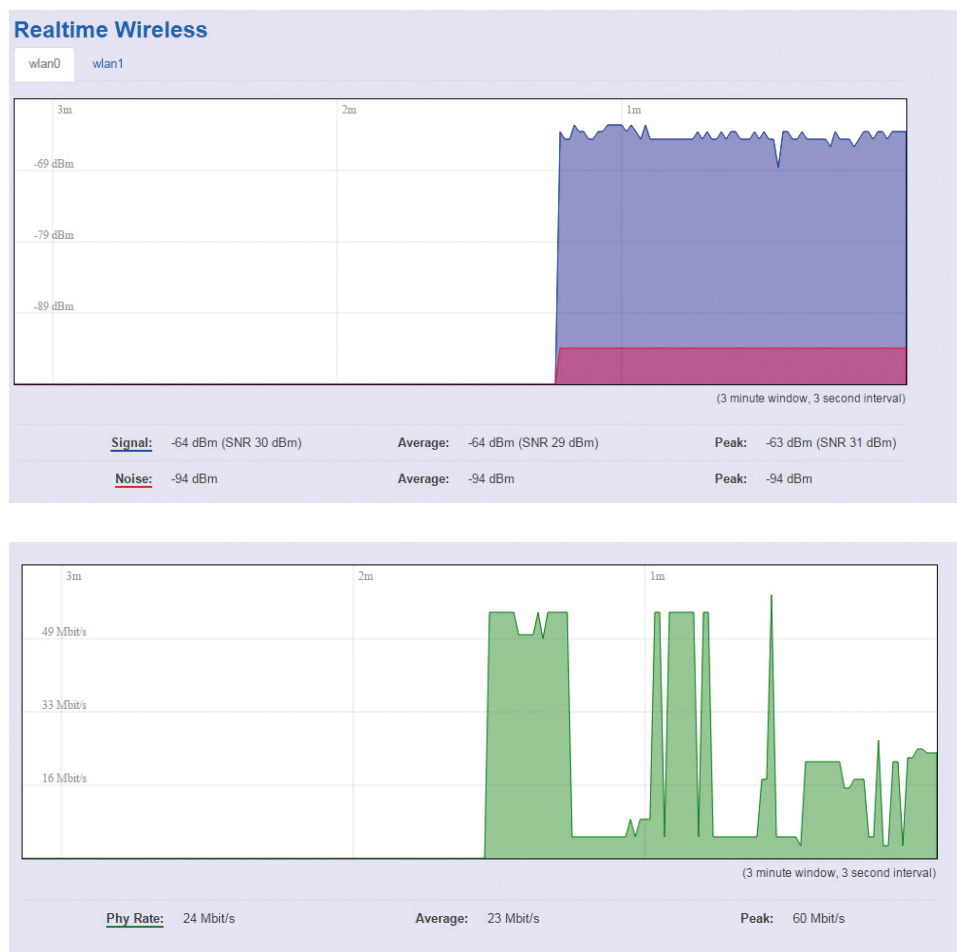 Realtime Wireless
wlan0 wlan1
3m 2m 1m
-69 dBm
-79 dBm
-89 dBm
(3 minute window, 3 second interval)
Signal: -64 dBm (SNR 30 dBm) Average: -64 dBm (SNR 29 dBm) Peak: -63 dBm (SNR 31 dBm)
Noise: -94 dBm Average: -94 dBm Peak: -94 dBm
3m 2m 1m
49 Mbit/s
33 Mbit/s
16 Mbit/s
(3 minute window, 3 second interval)
Phy Rate: 24 Mbit/s Average: 23 Mbit/s Peak: 60 Mbit/s